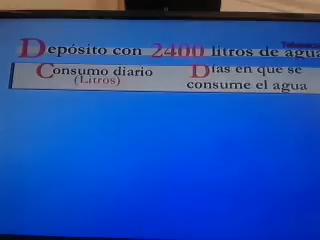 Depósito con 2400 litros de agua
Consumo diario
(Litros)
Días en que se
consume el agua